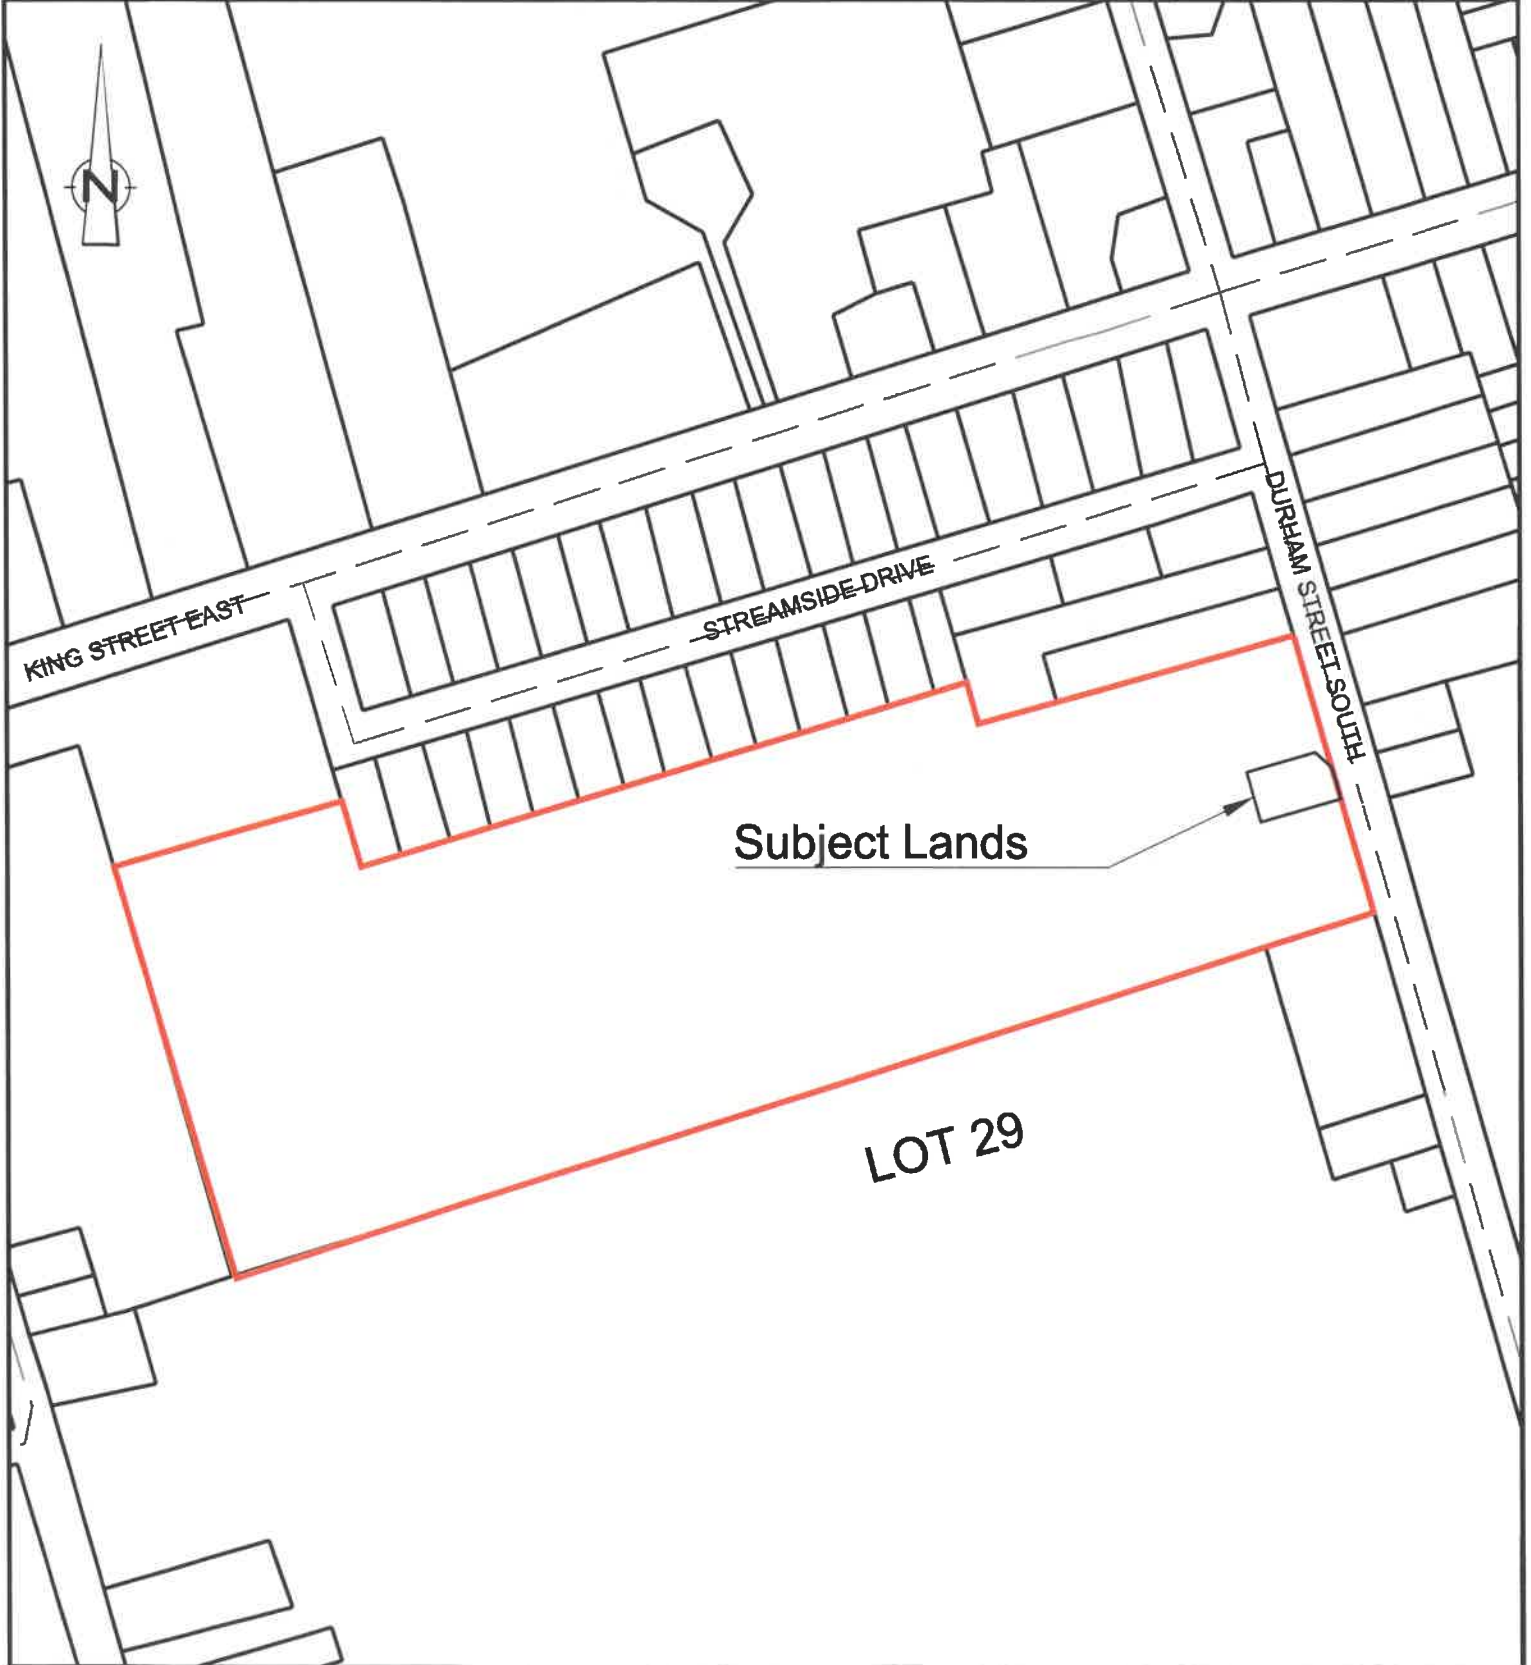 N
KING STREET EAST
STREAMSIDE DRIVE
DURHAM STREET SOUTH
Subject Lands
LOT 29